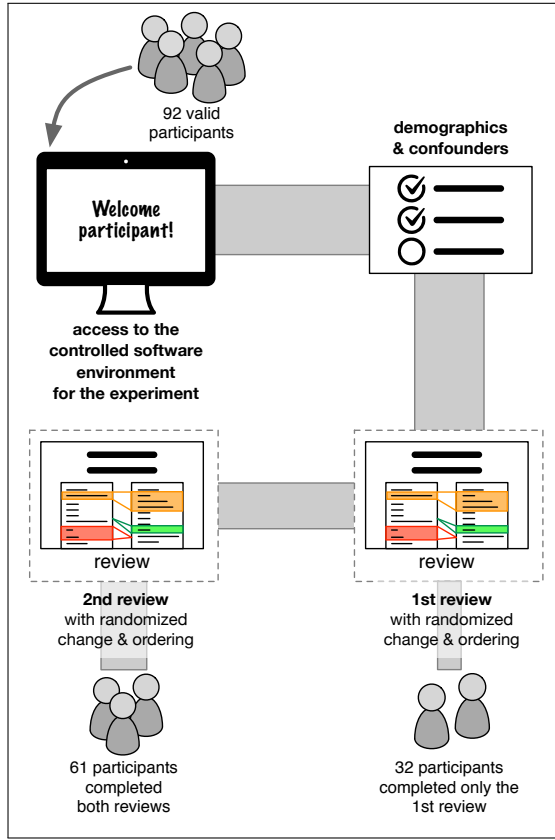 92 valid
participants
Welcome
participant!
access to the
controlled software
environment
for the experiment
demographics
& confounders
review
1st review
with randomized
change & ordering
32 participants
completed only the
1st review
review
2nd review
with randomized
change & ordering
61 participants
completed
both reviews